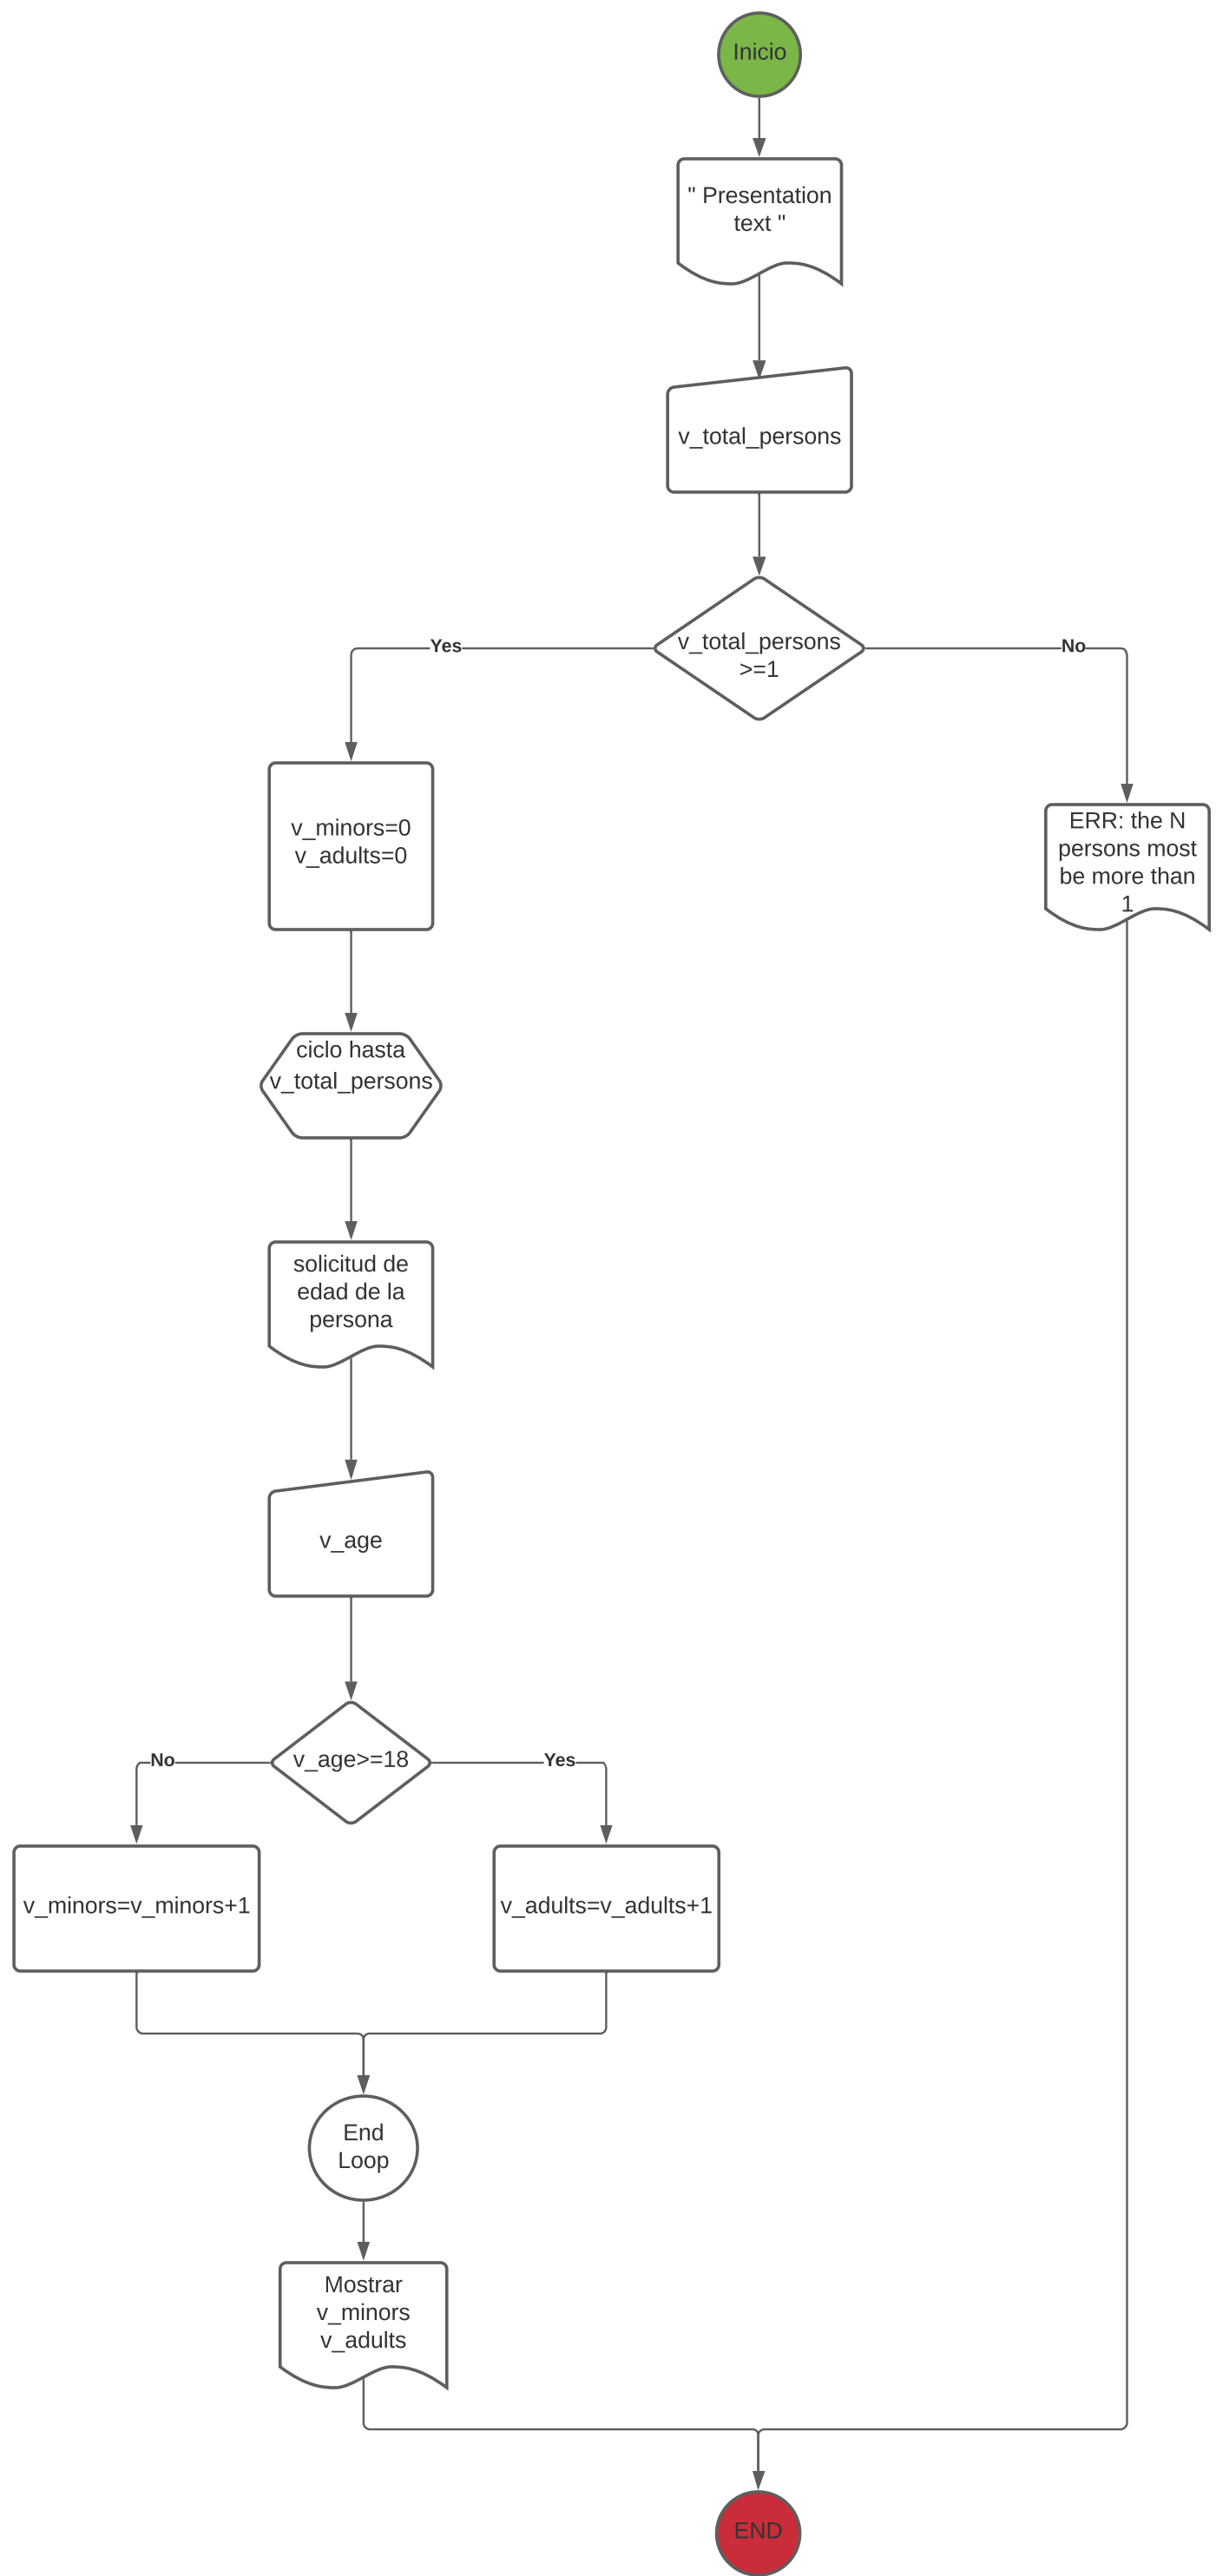 Inicio
" Presentation
text "
v_total_persons
v_total_persons
>=1
Yes
No
v_minors=0
v_adults=0
ERR: the N
persons most
be more than
1
ciclo hasta
v_total_persons
solicitud de
edad de la
persona
v_age
v_age>=18
No
Yes
v_minors=v_minors+1
v_adults=v_adults+1
End
Loop
Mostrar
v_minors
v_adults
END